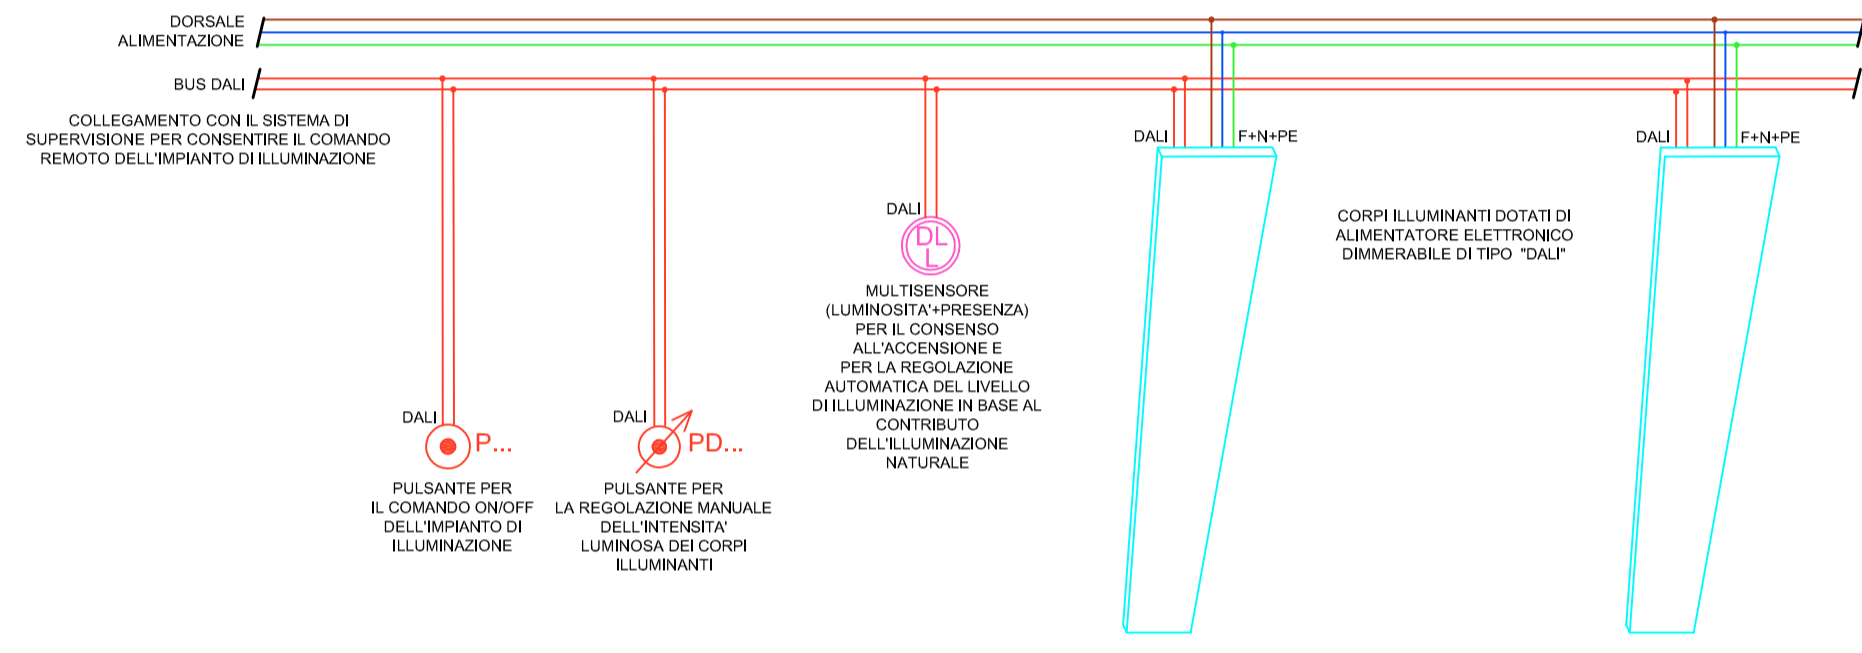 DORSALE
ALIMENTAZIONE
BUS DALI
COLLEGAMENTO CON IL SISTEMA DI
SUPERVISIONE PER CONSENTIRE IL COMANDO
REMOTO DELL'IMPIANTO DI ILLUMINAZIONE
DALI
P...
PULSANTE PER
IL COMANDO ON/OFF
DELL'IMPIANTO DI
ILLUMINAZIONE
DALI
PD...
PULSANTE PER
LA REGOLAZIONE MANUALE
DELL'INTENSITA'
LUMINOSA DEI CORPI
ILLUMINANTI
DALI
DL
L
MULTISENSORE
(LUMINOSITA'+PRESENZA)
PER IL CONSENSO
ALL'ACCENSIONE E
PER LA REGOLAZIONE
AUTOMATICA DEL LIVELLO
DI ILLUMINAZIONE IN BASE AL
CONTRIBUTO
DELL'ILLUMINAZIONE
NATURALE
DALI
F+N+PE
CORPI ILLUMINANTI DOTATI DI
ALIMENTATORE ELETTRONICO
DIMMERABILE DI TIPO "DALI"
DALI
F+N+PE